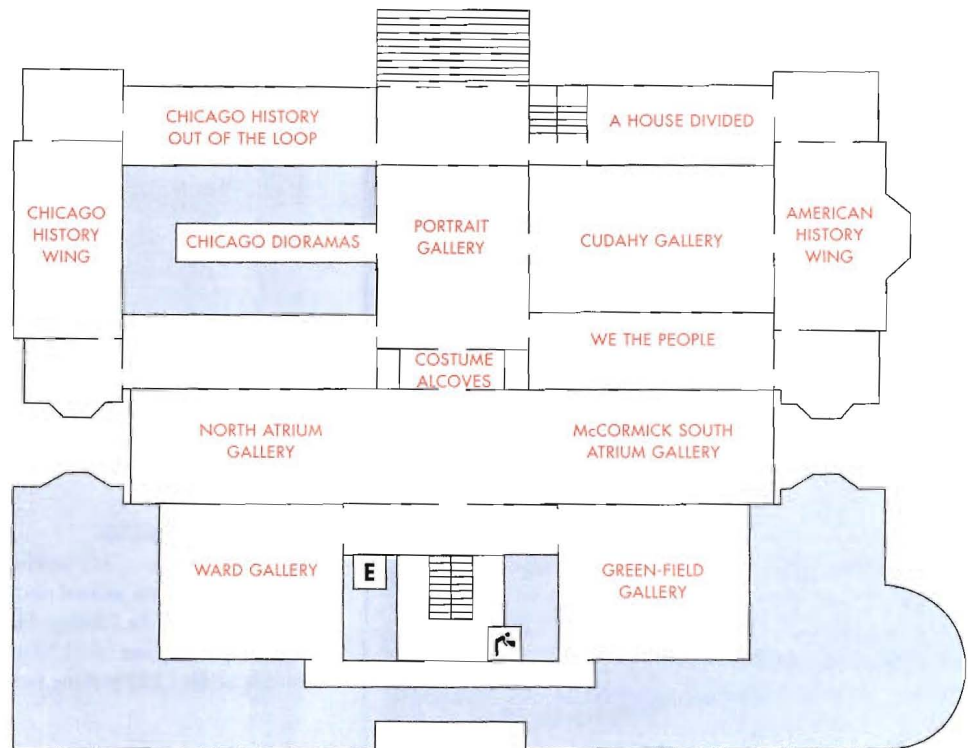 CHICAGO HISTORY
OUT OF THE LOOP
A HOUSE DIVIDED
CHICAGO
HISTORY
WING
CHICAGO DIORAMAS
PORTRAIT
GALLERY
CUDAHY GALLERY
AMERICAN
HISTORY
WING
WE THE PEOPLE
COSTUME
ALCOVES
NORTH ATRIUM
GALLERY
McCORMICK SOUTH
ATRIUM GALLERY
WARD GALLERY
E
GREEN-FIELD
GALLERY